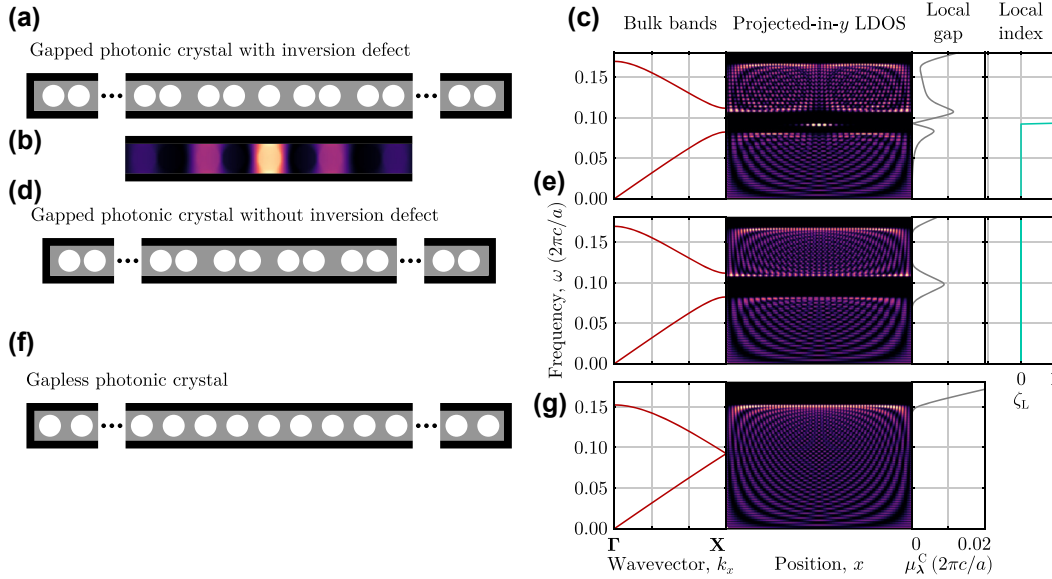 (a)
Gapped photonic crystal with inversion defect
(b)
(d)
Gapped photonic crystal without inversion defect
(f)
Gapless photonic crystal
(c) Bulk bands Projected-in-y LDOS Local gap Local index
0.15
0.10
0.05
0.00
(e)
0.15
0.10
0.05
0.00
0
ζ_L
(g)
0.15
0.10
0.05
0.00
Frequency, ω (2πc/a)
Γ X 0 0.02
Wavevector, k_x Position, x μ_λ^C (2πc/a)